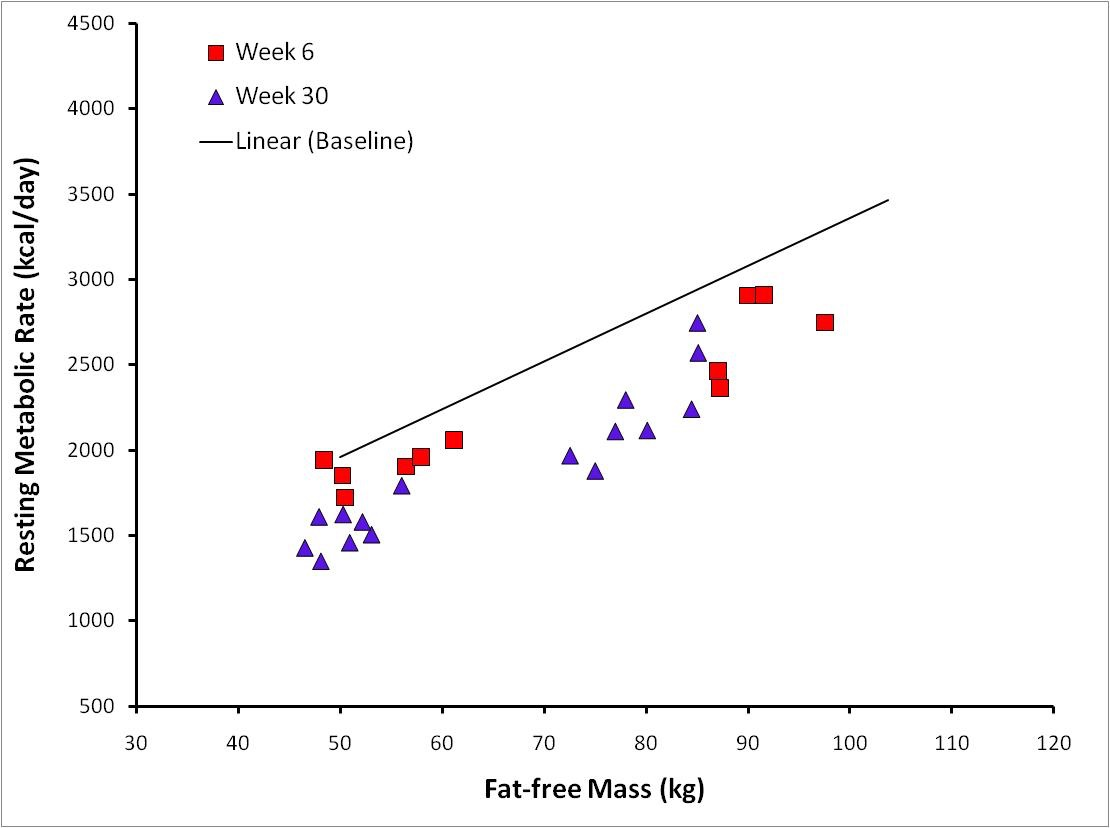 4500
4000
3500
3000
2500
2000
1500
1000
500
Resting Metabolic Rate (kcal/day)
Week 6
Week 30
Linear (Baseline)
30 40 50 60 70 80 90 100 110 120
Fat-free Mass (kg)